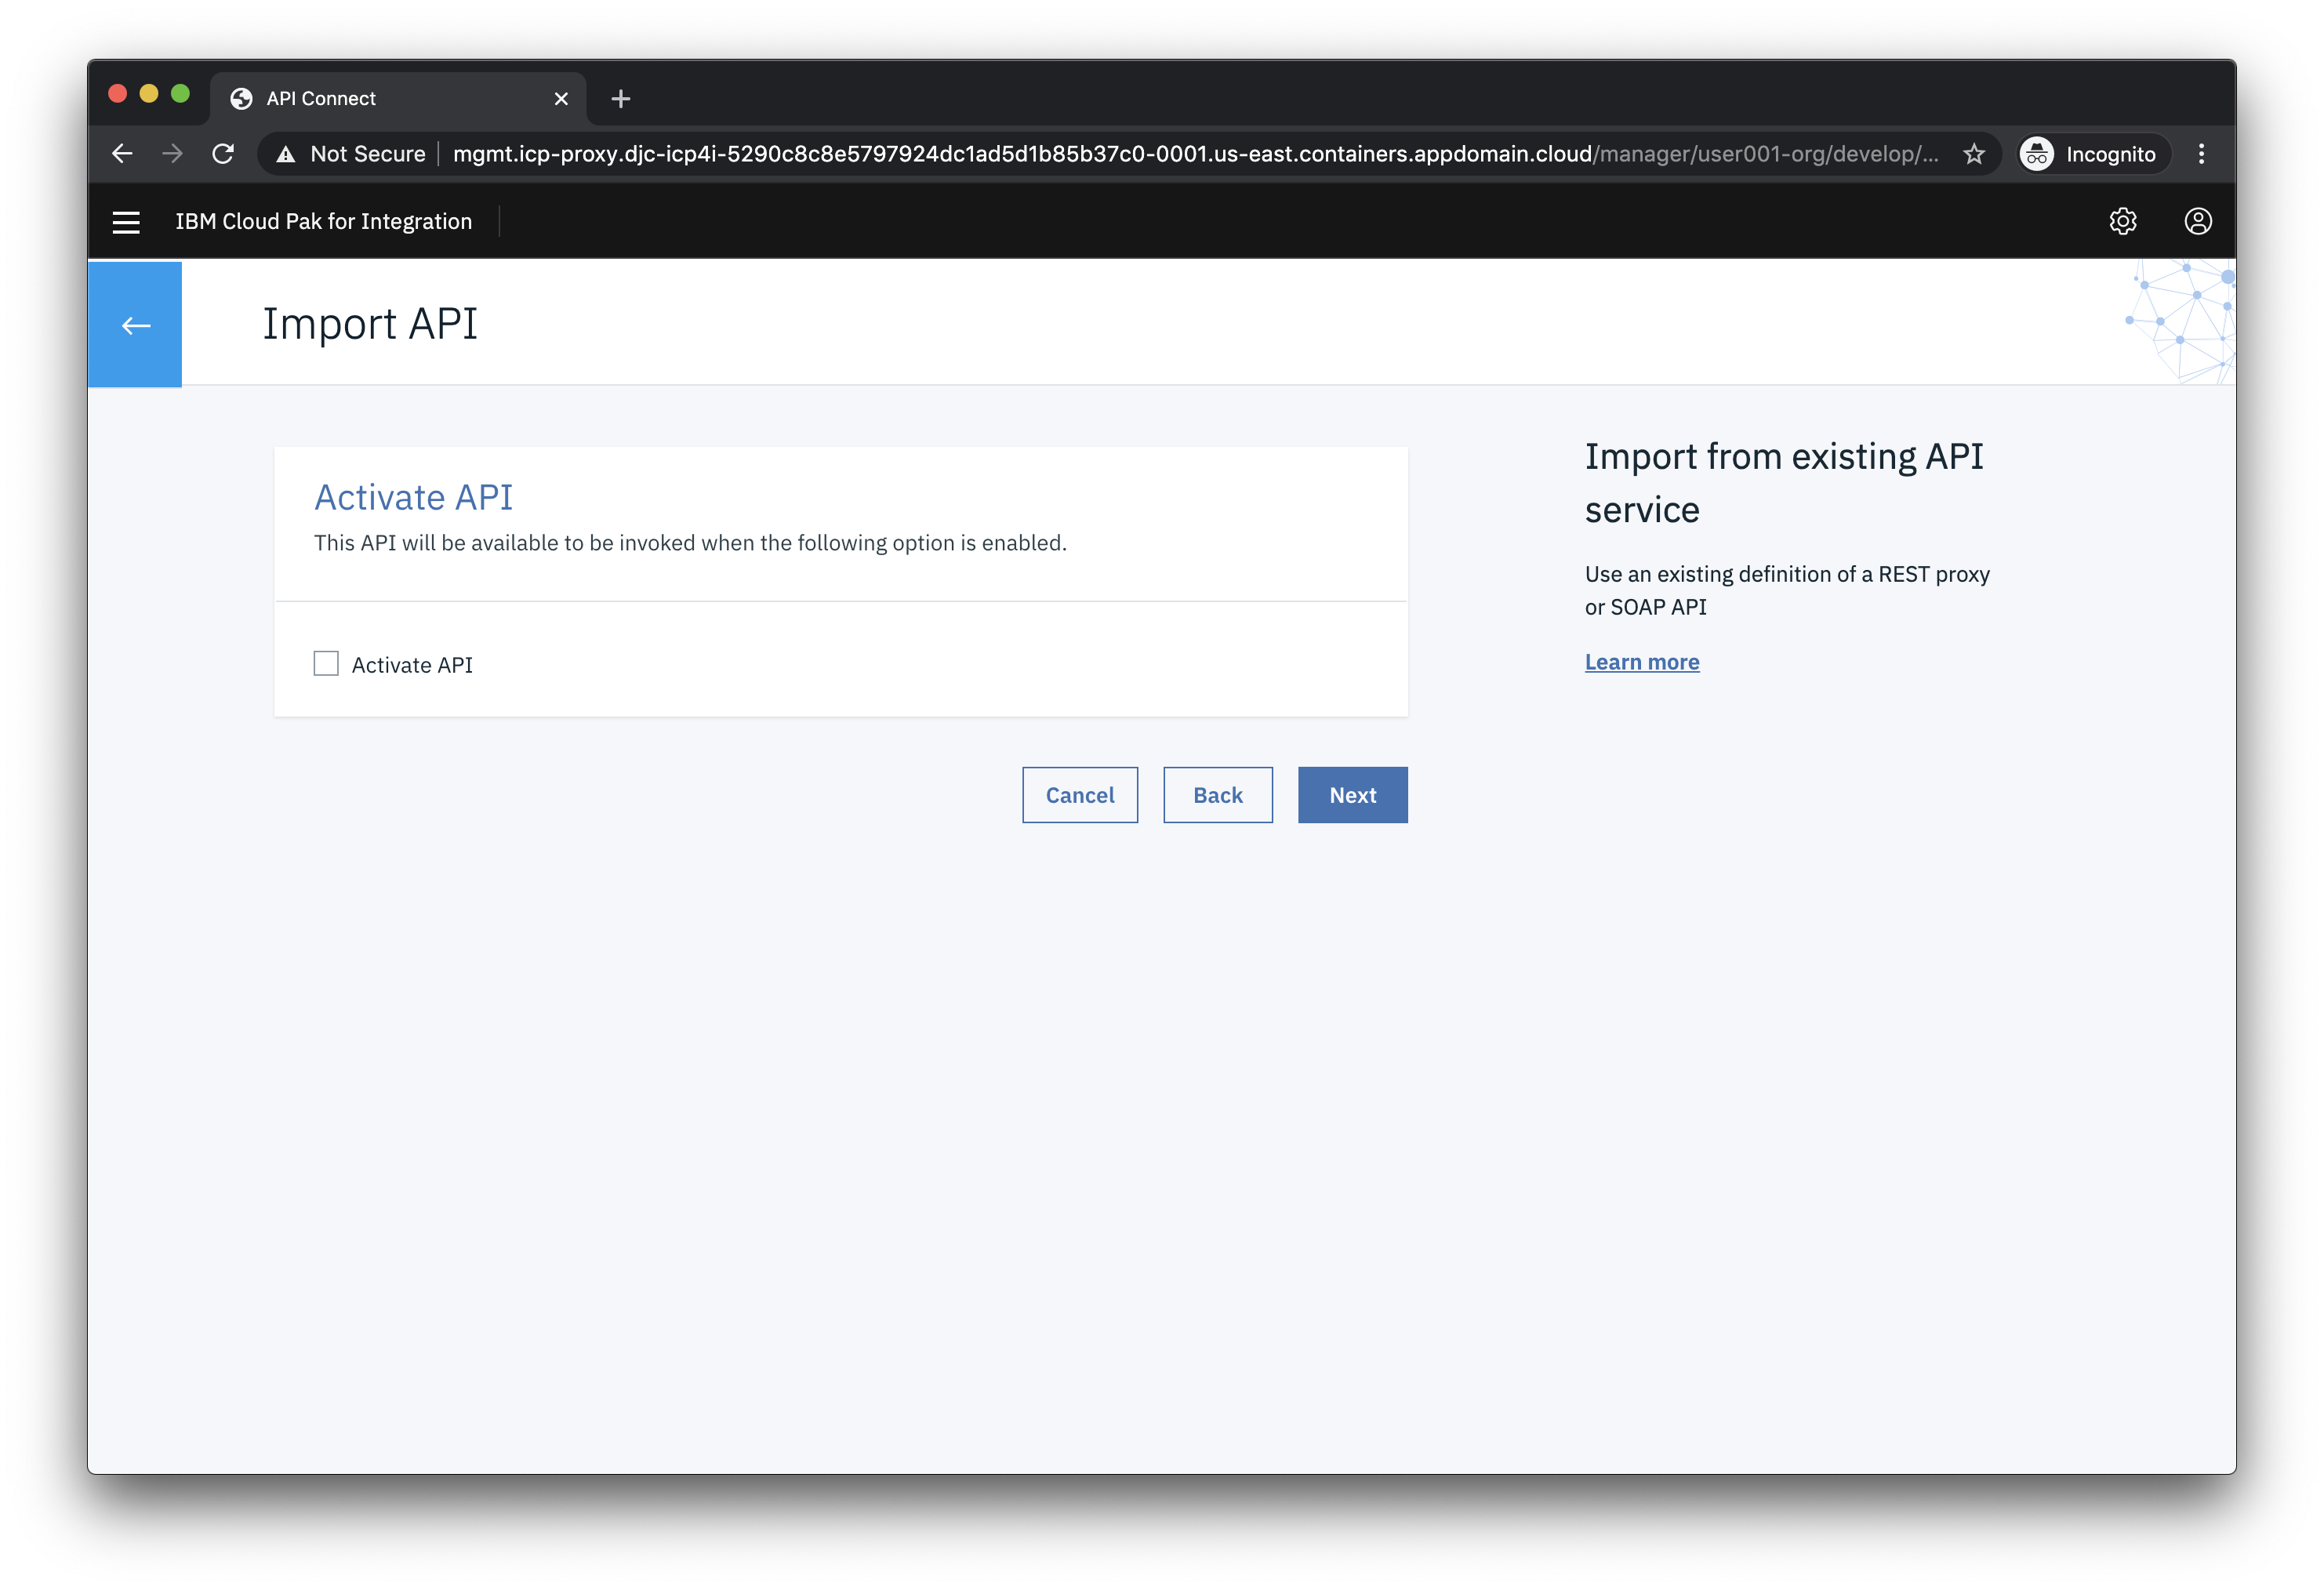 API Connect
Not Secure
mgmt.icp-proxy.djc-icp4i-5290c8c8e5797924dc1ad5d1b85b37c0-0001.us-east.containers.appdomain.cloud/manager/user001-org/develop/...
Incognito
IBM Cloud Pak for Integration
Import API
Activate API
This API will be available to be invoked when the following option is enabled.
Activate API
Cancel
Back
Next
Import from existing API
service
Use an existing definition of a REST proxy
or SOAP API
Learn more